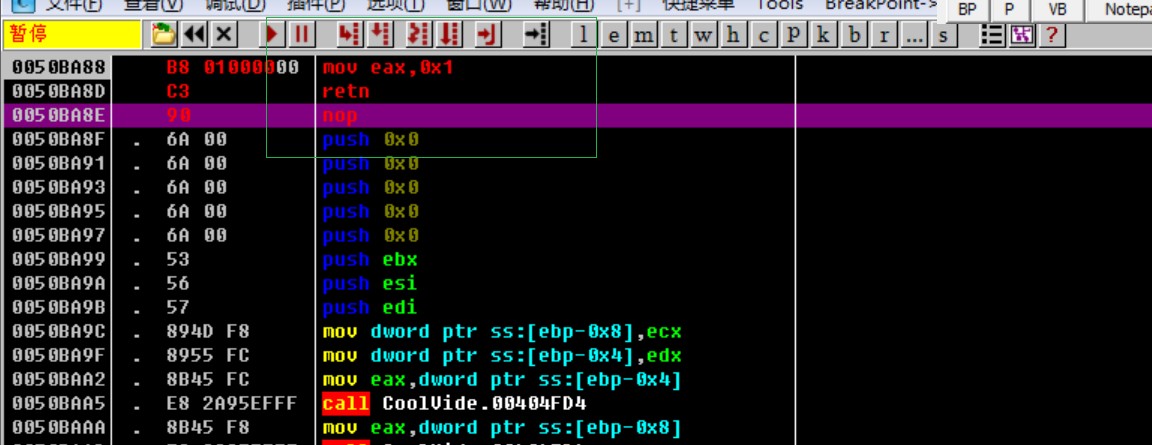 C 文件(F) 查看(V) 调试(D) 插件(P) 选项(T) 窗口(W) 帮助(H) [+] 快捷菜单 Tools BreakPoint-> BP P VB Notepa
暂停 l e m t w h c p k b r ... s ?
0050BA88 B8 01000000 mov eax,0x1
0050BA8D C3 retn
0050BA8E 90 nop
0050BA8F . 6A 00 push 0x0
0050BA91 . 6A 00 push 0x0
0050BA93 . 6A 00 push 0x0
0050BA95 . 6A 00 push 0x0
0050BA97 . 6A 00 push 0x0
0050BA99 . 53 push ebx
0050BA9A . 56 push esi
0050BA9B . 57 push edi
0050BA9C . 894D F8 mov dword ptr ss:[ebp-0x8],ecx
0050BA9F . 8955 FC mov dword ptr ss:[ebp-0x4],edx
0050BAA2 . 8B45 FC mov eax,dword ptr ss:[ebp-0x4]
0050BAA5 . E8 2A95EFFF call CoolVide.00404FD4
0050BAAA . 8B45 F8 mov eax,dword ptr ss:[ebp-0x8]